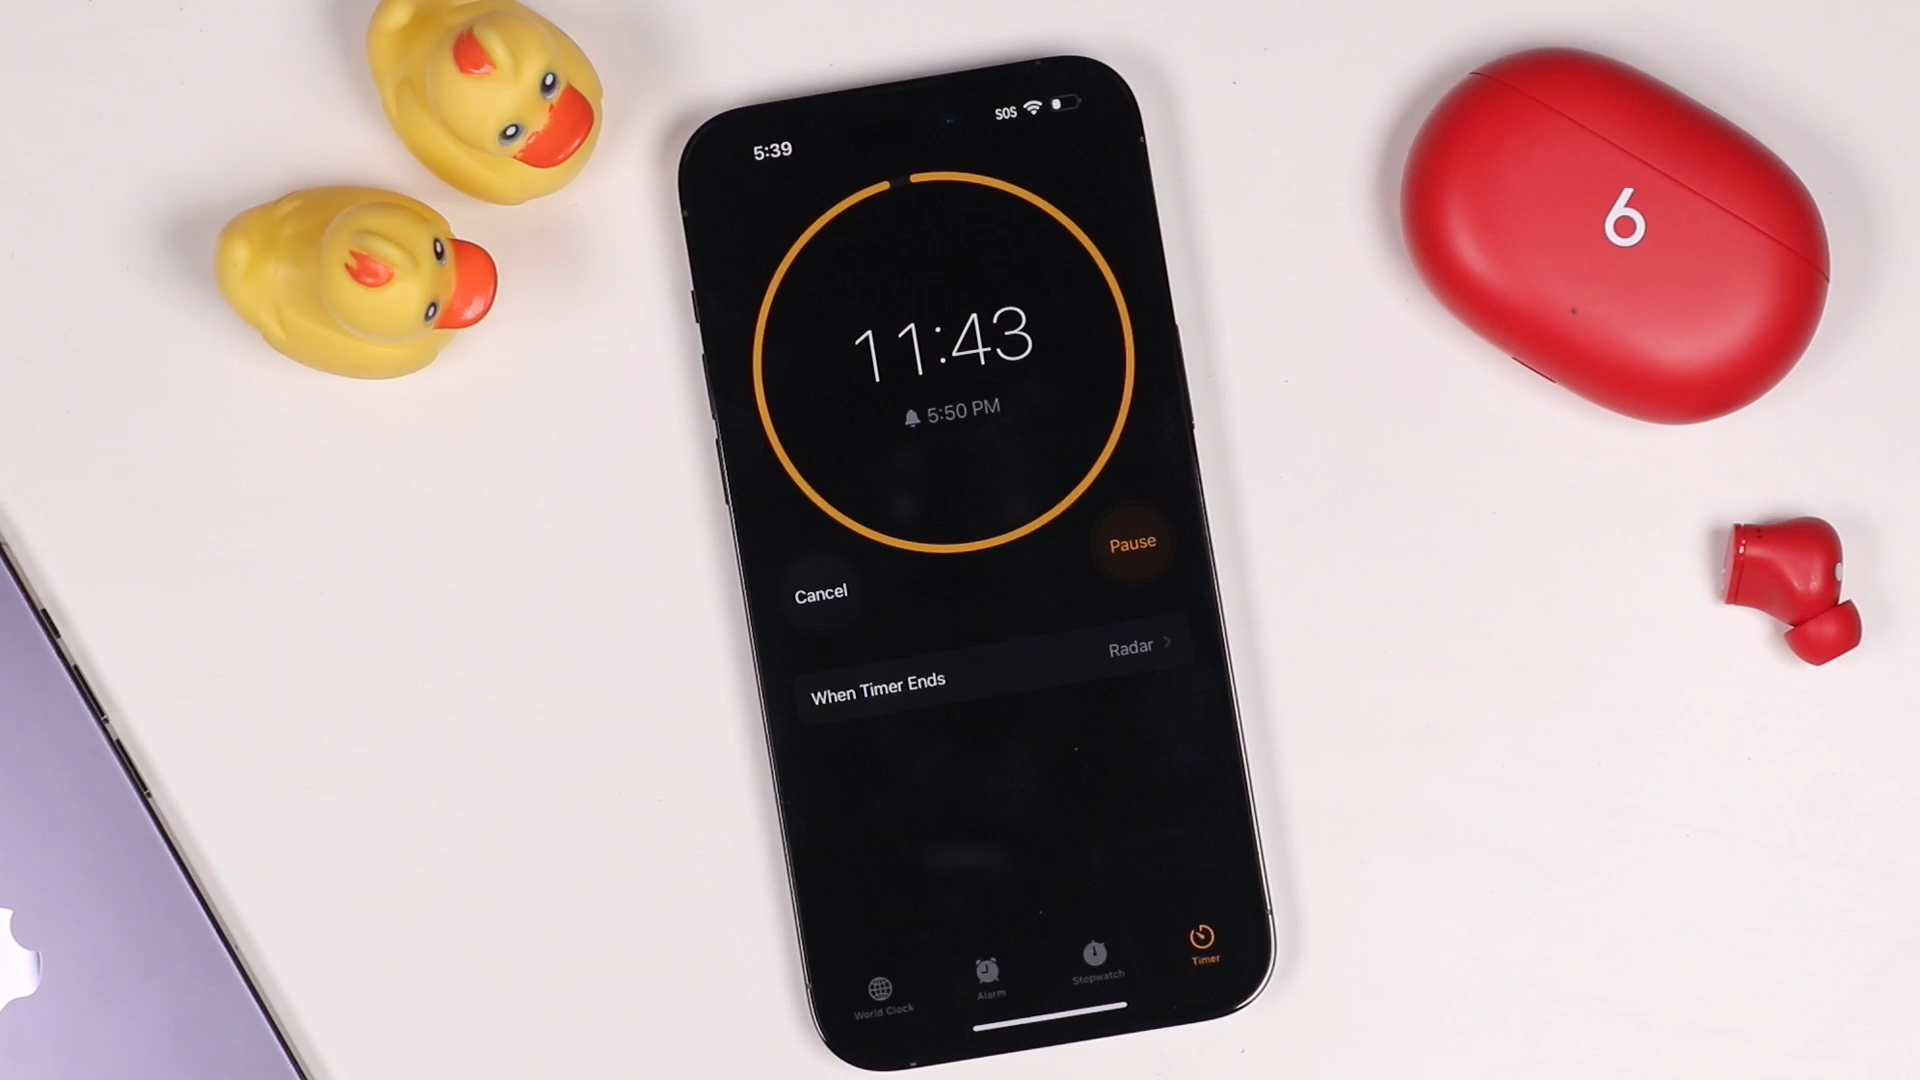 5:39
SOS
11:43
5:50 PM
Cancel
Pause
When Timer Ends
Radar
World Clock
Alarm
Stopwatch
Timer